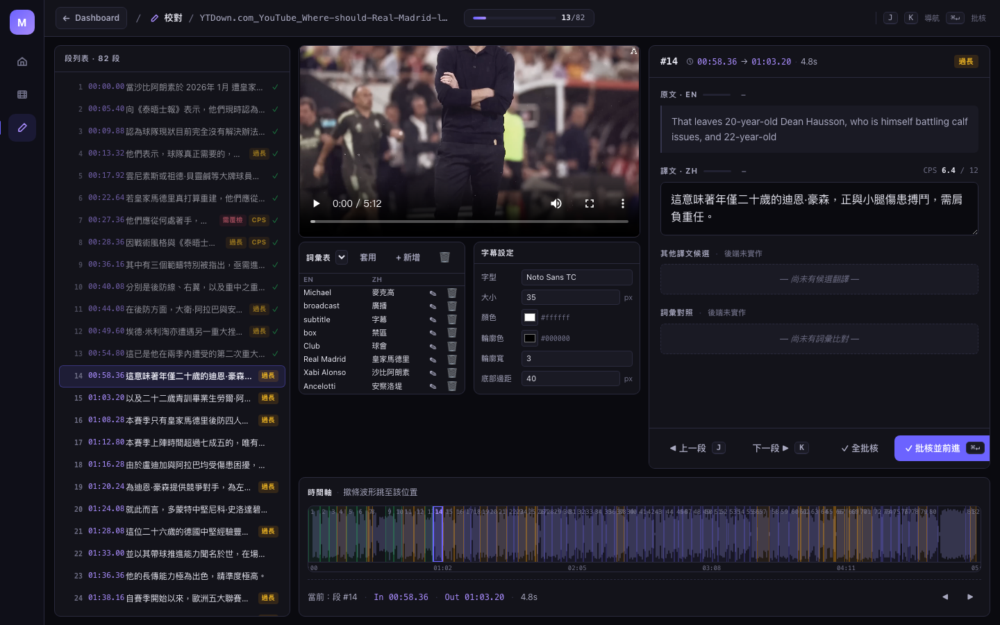 M
← Dashboard / 校對 / YTDown.com_YouTube_Where-should-Real-Madrid-l… 13/82 J K 導航 ⌘↵ 批核
段列表 · 82 段
1 00:00.00 當沙比阿朗素於 2026年 1月 遭皇家… ✓
2 00:05.40 向《泰晤士報》表示，他們現時認為… ✓
3 00:09.88 認為球隊現狀目前完全沒有解決辦法… ✓
4 00:13.32 他們表示，球隊真正需要的，… 過長 ✓
5 00:17.92 雲尼素斯或祖德·貝靈鹹等大牌球員… ✓
6 00:22.64 若皇家馬德里真打算重建，他們應從… ✓
7 00:27.36 他們應從何處著手，… 需覆檢 CPS ✓
8 00:28.36 因戰術風格與《泰晤士… 過長 CPS ✓
9 00:36.16 其中有三個範疇特別被指出，亟需進… ✓
10 00:40.08 分別是後防線、右翼，以及重中之重… ✓
11 00:44.08 在後防方面，大衛·阿拉巴與安… 過長 ✓
12 00:49.60 埃德·米利淘亦遭遇另一重大挫… 過長 ✓
13 00:54.80 這已是他在兩季內遭受的第二次重大… ✓
14 00:58.36 這意味著年僅二十歲的迪恩·豪森… 過長
15 01:03.20 以及二十二歲青訓畢業生勞爾·阿… 過長
16 01:08.28 本賽季只有皇家馬德里後防四人… 過長
17 01:12.80 本賽季上陣時間超過七成五的，唯有…
18 01:16.28 由於盧迪加與阿拉巴均受傷患困擾，…
19 01:20.24 為迪恩·豪森提供競爭對手，為左… 過長
20 01:24.08 就此而言，多蒙特中堅尼科·史洛達碧…
21 01:28.08 這位二十六歲的德國中堅經驗豐… 過長
22 01:33.00 並以其帶球推進能力聞名於世，在場…
23 01:36.36 他的長傳能力極為出色，精準度極高。
24 01:38.16 自賽季開始以來，歐洲五大聯賽… 過長
0:00 / 5:12
詞彙表 套用 + 新增
EN ZH
Michael 麥克高
broadcast 廣播
subtitle 字幕
box 禁區
Club 球會
Real Madrid 皇家馬德里
Xabi Alonso 沙比阿朗素
Ancelotti 安察洛堤
字幕設定
字型 Noto Sans TC
大小 35 px
顏色 #ffffff
輪廓色 #000000
輪廓寬 3
底部邊距 40 px
#14 00:58.36 → 01:03.20 · 4.8s 過長
原文 · EN –
That leaves 20-year-old Dean Hausson, who is himself battling calf
issues, and 22-year-old
譯文 · ZH – CPS 6.4 / 12
這意味著年僅二十歲的迪恩·豪森，正與小腿傷患搏鬥，需肩
負重任。
其他譯文候選 · 後端未實作
— 尚未有候選翻譯 —
詞彙對照 · 後端未實作
— 尚未有詞彙比對 —
◀ 上一段 J 下一段 ▶ K ✓ 全批核 ✓ 批核並前進 ⌘↵
時間軸 · 撳條波形跳至該位置
00 01:02 02:05 03:08 04:11
當前：段 #14 · In 00:58.36 · Out 01:03.20 · 4.8s ◀ ▶